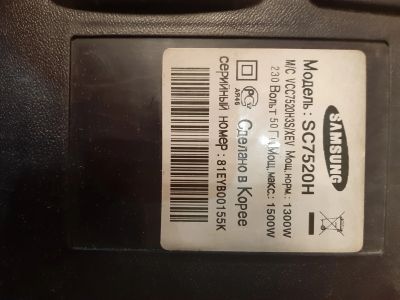 SAMSUNG
Модель : SC7520H
M/C VCC7520H3S/XEV Мощ.норм.: 1300W
230 Вольт 50 Гц Мощ.макс.: 1500W
АЯ46
Сделано в Корее
серийный номер : 81EYB00155K